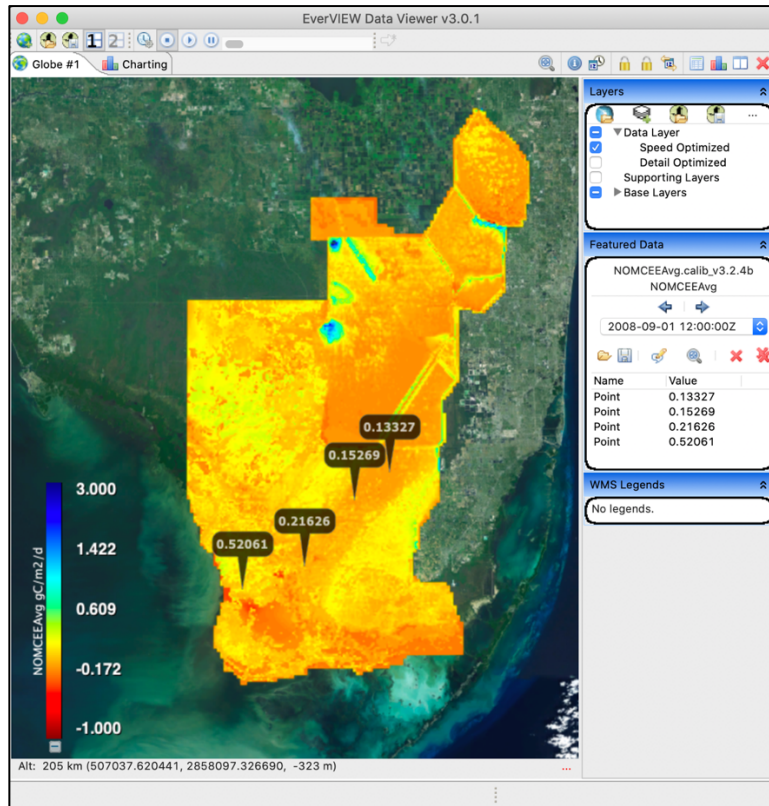 EverVIEW Data Viewer v3.0.1
1 2
Globe #1 Charting
Layers
...
Data Layer
Speed Optimized
Detail Optimized
Supporting Layers
Base Layers
Featured Data
NOMCEEAvg.calib_v3.2.4b
NOMCEEAvg
2008-09-01 12:00:00Z
Name Value
Point 0.13327
Point 0.15269
Point 0.21626
Point 0.52061
WMS Legends
No legends.
0.13327
0.15269
0.21626
0.52061
NOMCEEAvg gC/m2/d
3.000
1.422
0.609
-0.172
-1.000
Alt: 205 km (507037.620441, 2858097.326690, -323 m)
...